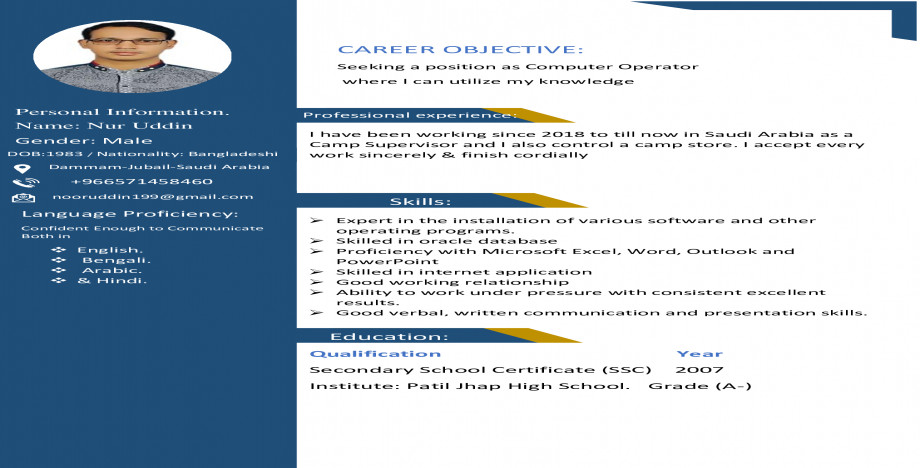 Personal Information.
Name: Nur Uddin
Gender: Male
DOB:1983 / Nationality: Bangladeshi
Dammam-Jubail-Saudi Arabia
+966571458460
nooruddin199@gmail.com
Language Proficiency:
Confident Enough to Communicate
Both in
❖ English.
❖ Bengali.
❖ Arabic.
❖ & Hindi.
CAREER OBJECTIVE:
Seeking a position as Computer Operator
where I can utilize my knowledge
Professional experience:
I have been working since 2018 to till now in Saudi Arabia as a
Camp Supervisor and I also control a camp store. I accept every
work sincerely & finish cordially
Skills:
➢ Expert in the installation of various software and other
operating programs.
➢ Skilled in oracle database
➢ Proficiency with Microsoft Excel, Word, Outlook and
PowerPoint
➢ Skilled in internet application
➢ Good working relationship
➢ Ability to work under pressure with consistent excellent
results.
➢ Good verbal, written communication and presentation skills.
Education:
Qualification Year
Secondary School Certificate (SSC) 2007
Institute: Patil Jhap High School. Grade (A-)